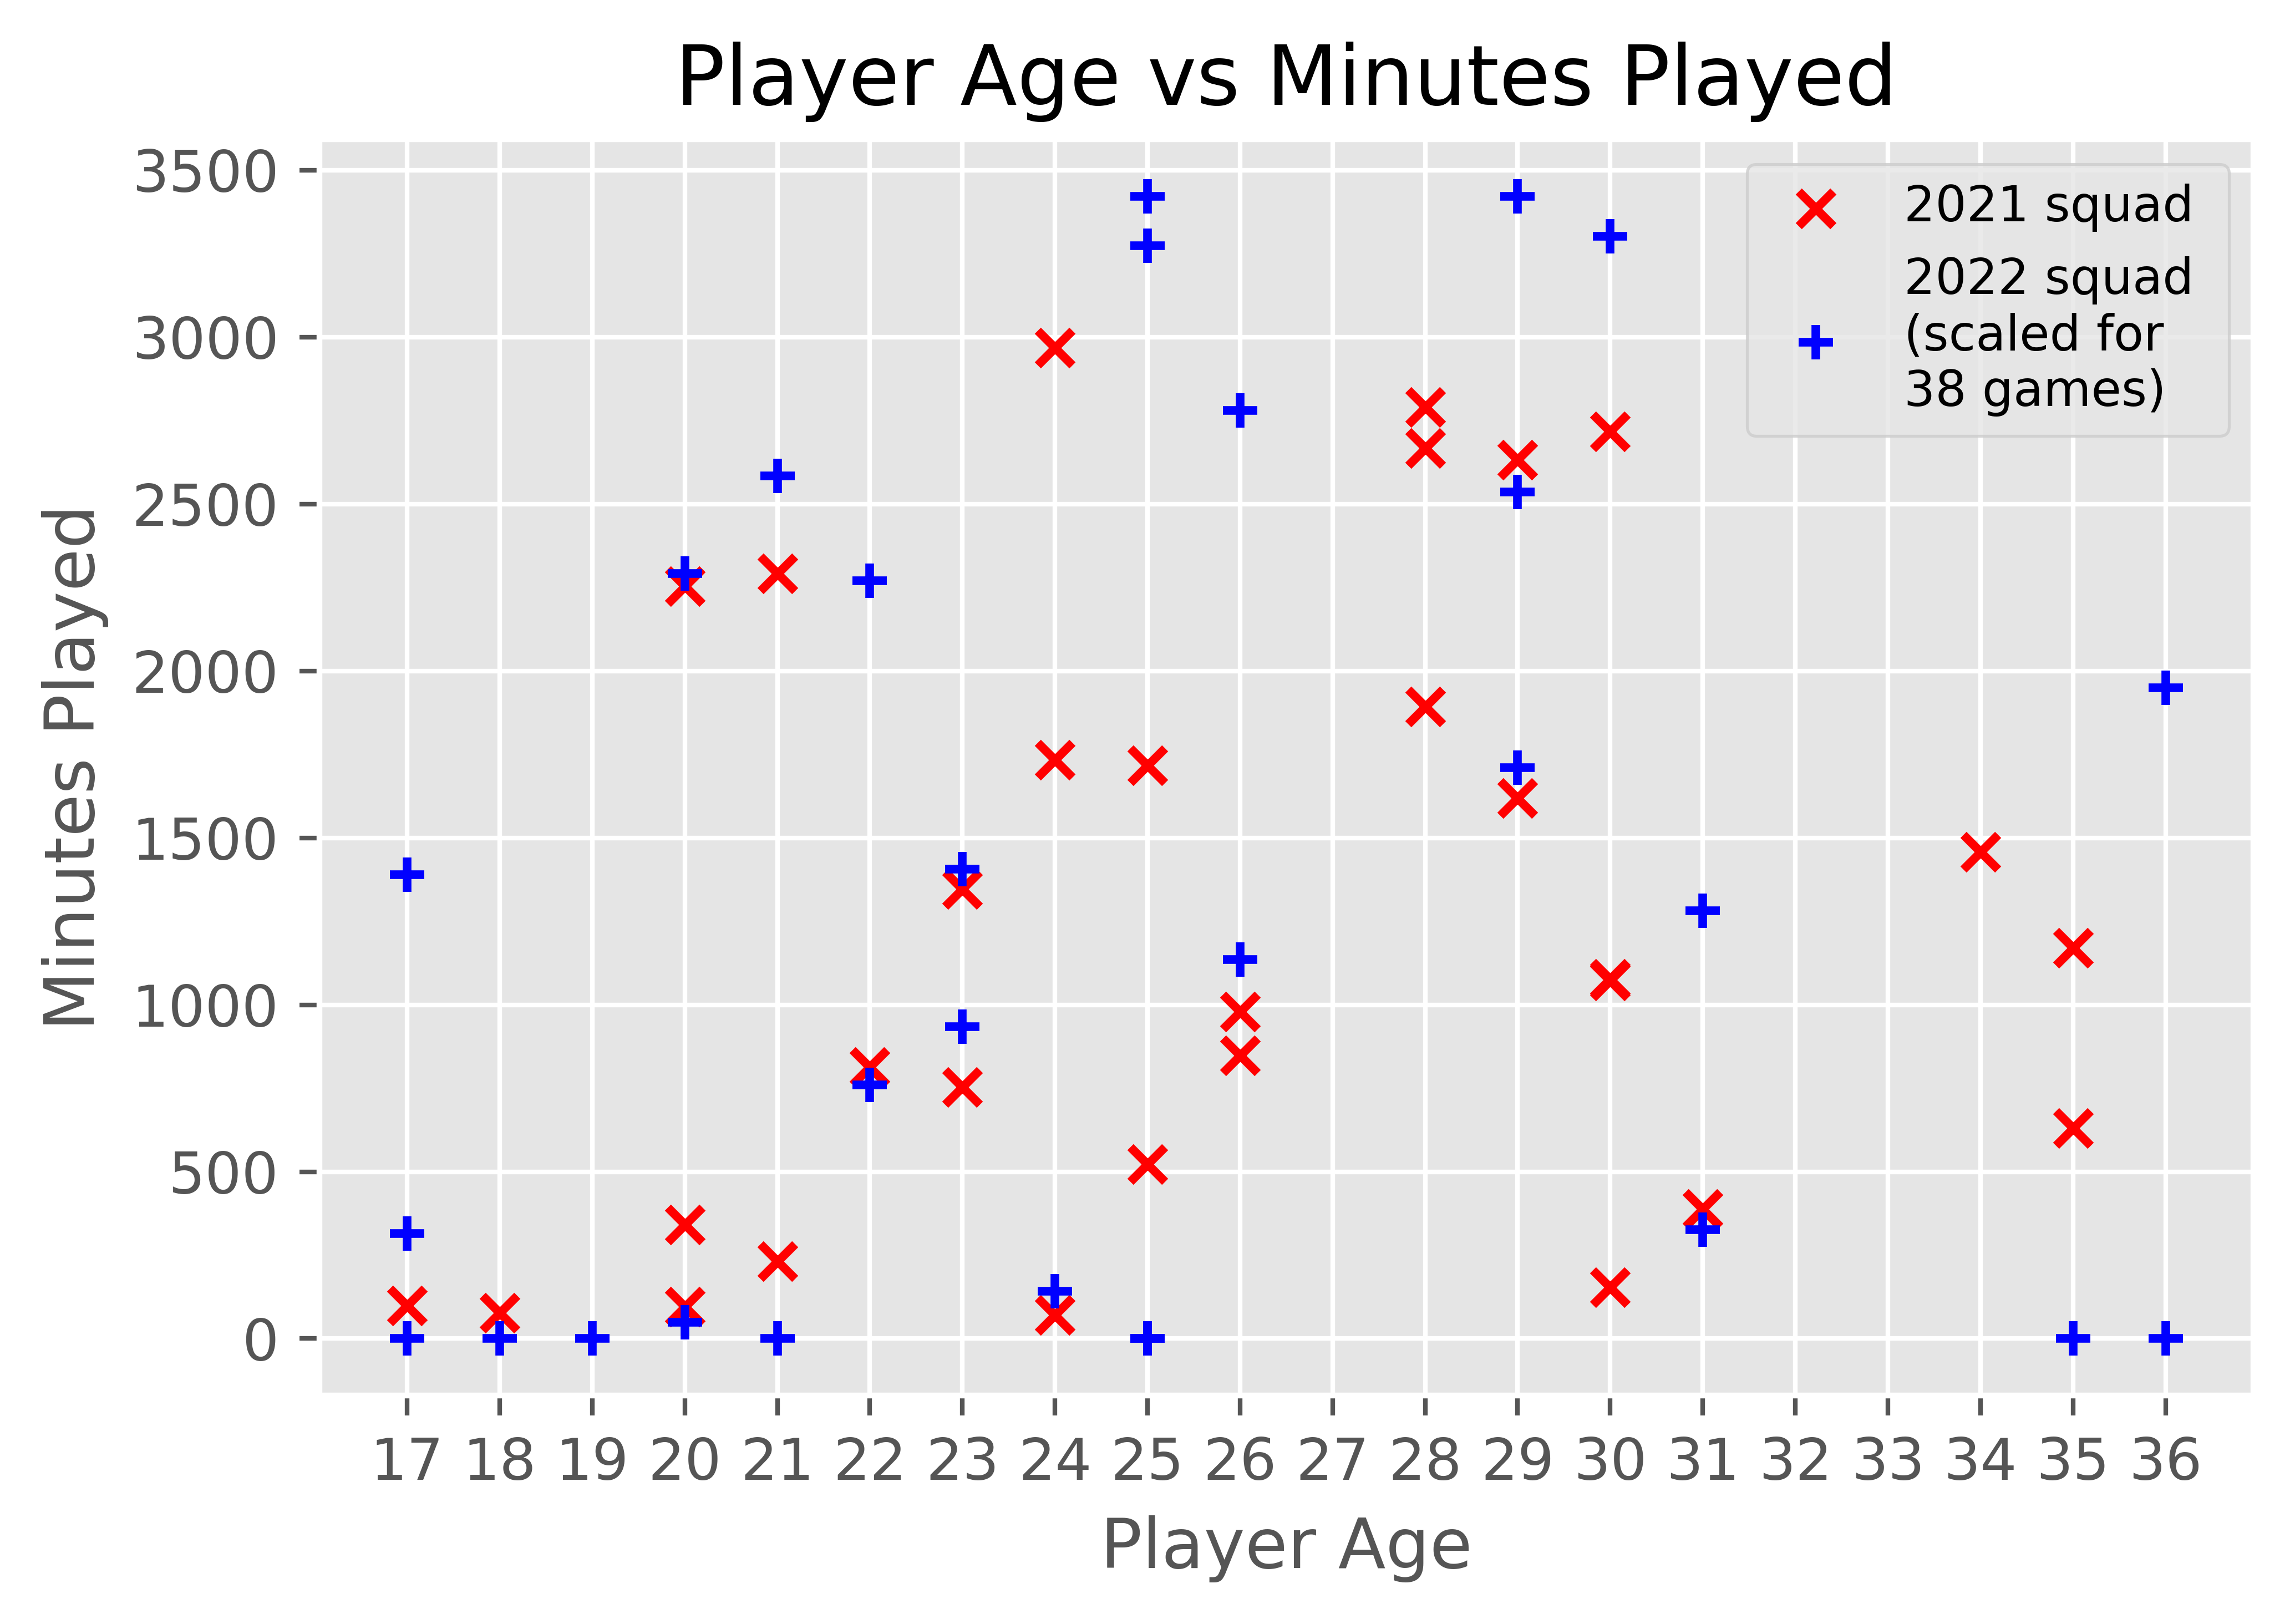 Player Age vs Minutes Played
3500
3000
2500
2000
1500
1000
500
0
Minutes Played
2021 squad
2022 squad
(scaled for
38 games)
17 18 19 20 21 22 23 24 25 26 27 28 29 30 31 32 33 34 35 36
Player Age